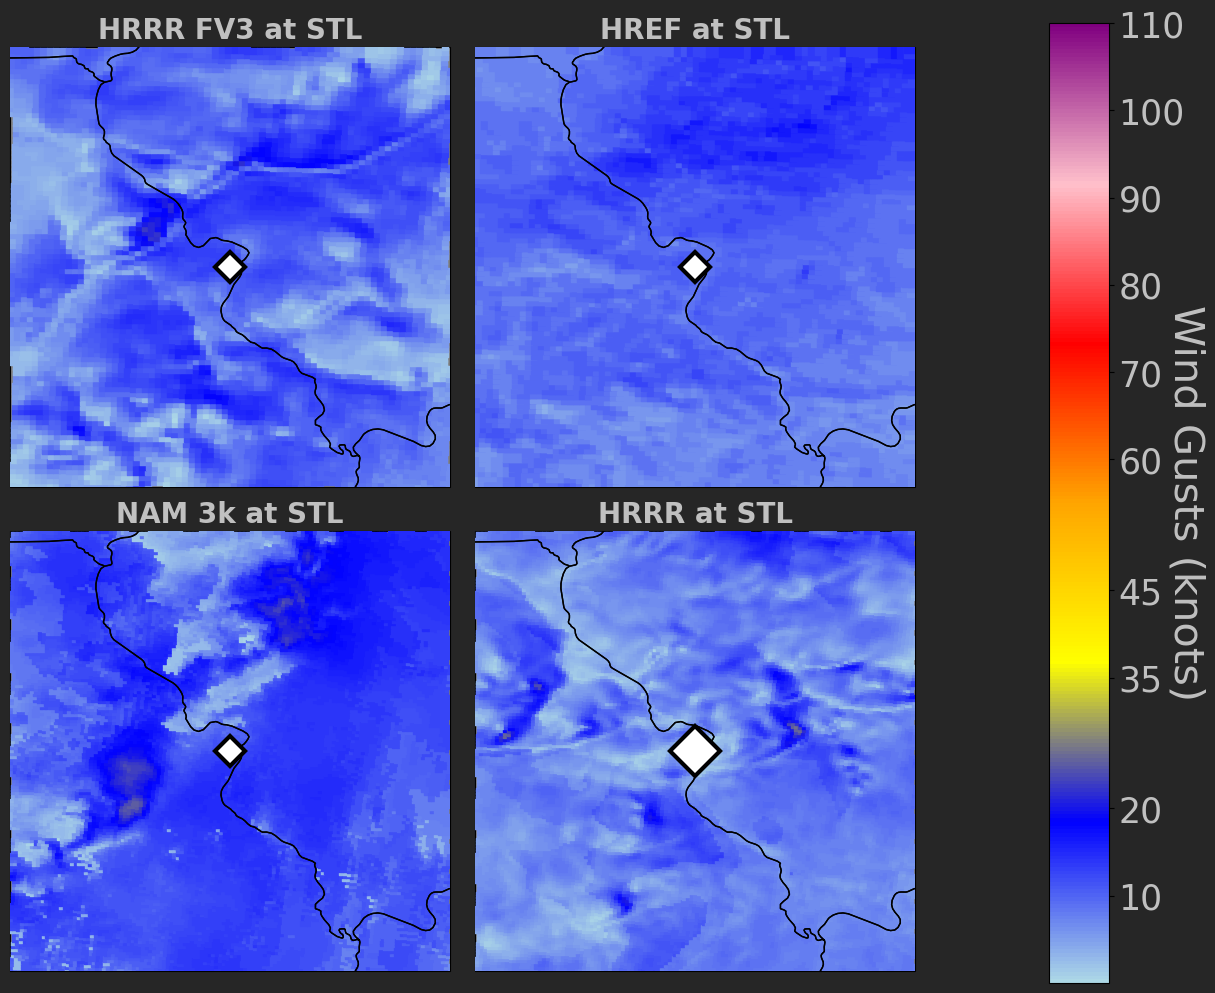 HRRR FV3 at STL
HREF at STL
NAM 3k at STL
HRRR at STL
110
100
90
80
70
60
45
35
20
10
Wind Gusts (knots)